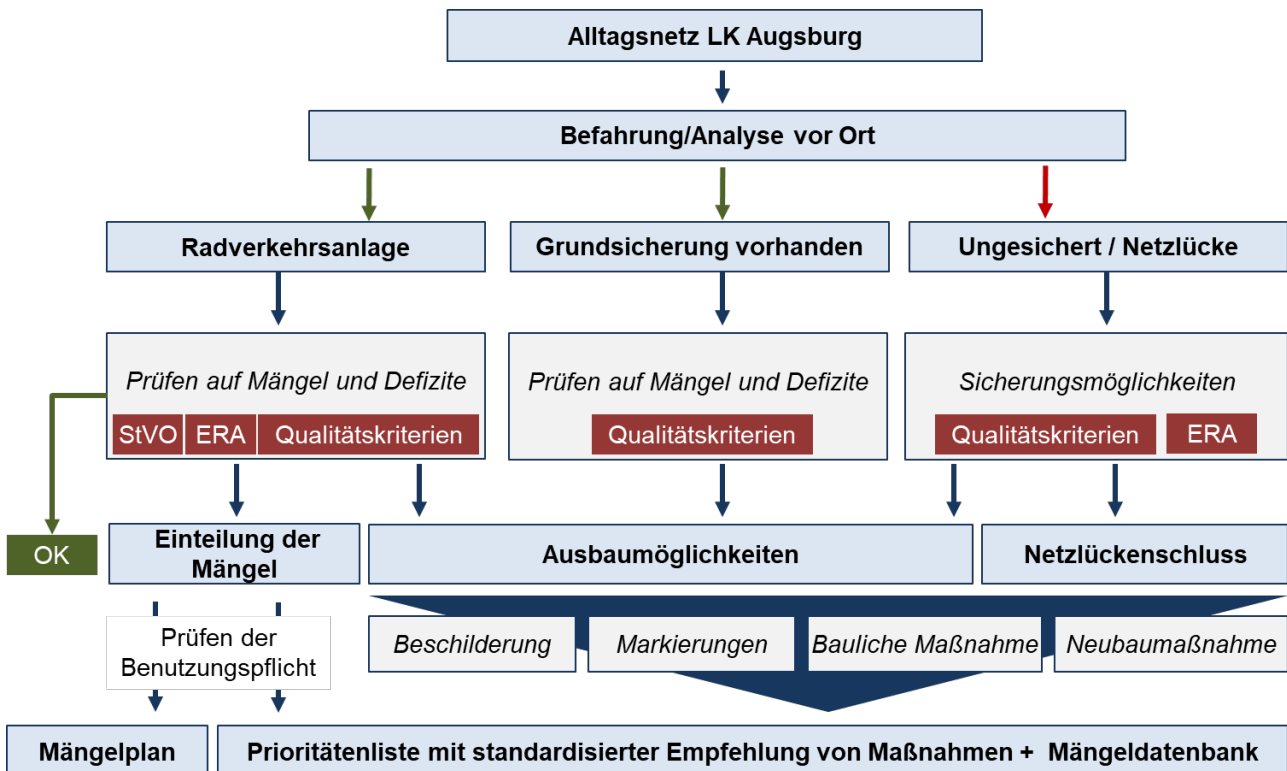 Alltagsnetz LK Augsburg
Befahrung/Analyse vor Ort
Radverkehrsanlage
Grundsicherung vorhanden
Ungesichert / Netzlücke
Prüfen auf Mängel und Defizite
StVO
ERA
Qualitätskriterien
Prüfen auf Mängel und Defizite
Qualitätskriterien
Sicherungsmöglichkeiten
Qualitätskriterien
ERA
OK
Einteilung der
Mängel
Ausbaumöglichkeiten
Netzlückenschluss
Prüfen der
Benutzungspflicht
Beschilderung
Markierungen
Bauliche Maßnahme
Neubaumaßnahme
Mängelplan
Prioritätenliste mit standardisierter Empfehlung von Maßnahmen + Mängeldatenbank